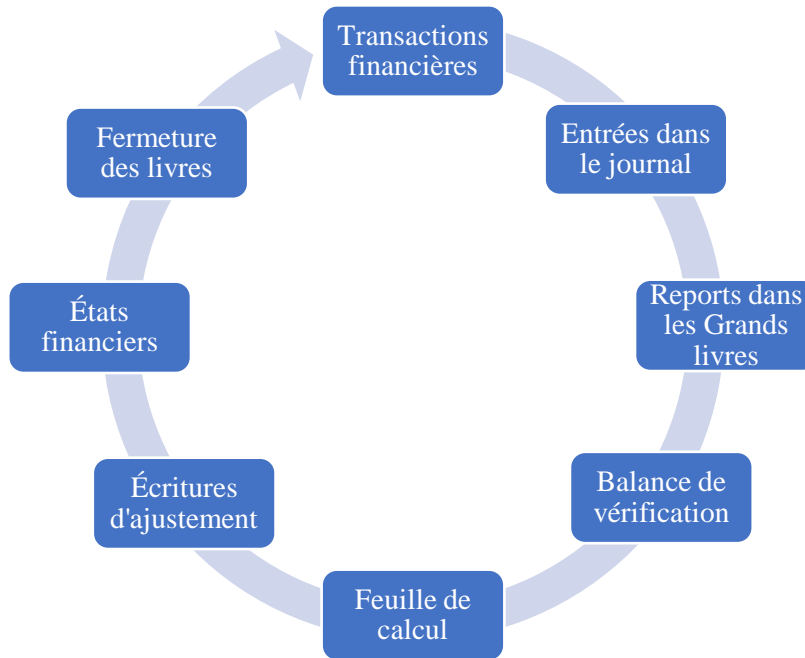 Transactions
financières
Entrées dans
le journal
Reports dans
les Grands
livres
Balance de
vérification
Feuille de
calcul
Écritures
d'ajustement
États
financiers
Fermeture
des livres